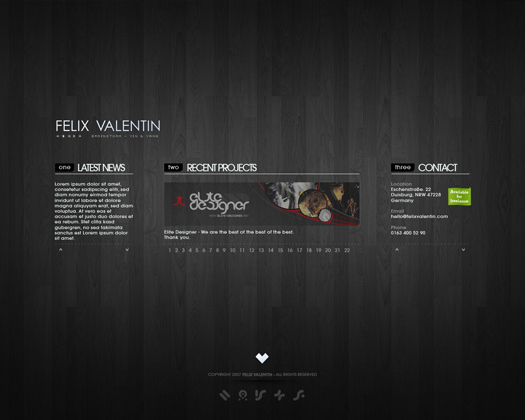 FELIX VALENTIN
one LATEST NEWS
Lorem ipsum dolor sit amet,
consetetur sadipscing elitr, sed
diam nonumy eirmod tempor
invidunt ut labore et dolore
magna aliquyam erat, sed diam
voluptua. At vero eos et
accusam et justo duo dolores et
ea rebum. Stet clita kasd
gubergren, no sea takimata
sanctus est Lorem ipsum dolor
sit amet.
two RECENT PROJECTS
elite
designer
Elite Designer - We are the best of the best of the best.
Thank you.
1 2 3 4 5 6 7 8 9 10 11 12 13 14 15 16 17 18 19 20 21 22
three CONTACT
Location
Escherstraße. 22
Duisburg, NRW 47228
Germany
Available
for
freelance
Email
hello@felixvalentin.com
Phone
0163 400 52 90
COPYRIGHT 2007 FELIX VALENTIN - ALL RIGHTS RESERVED